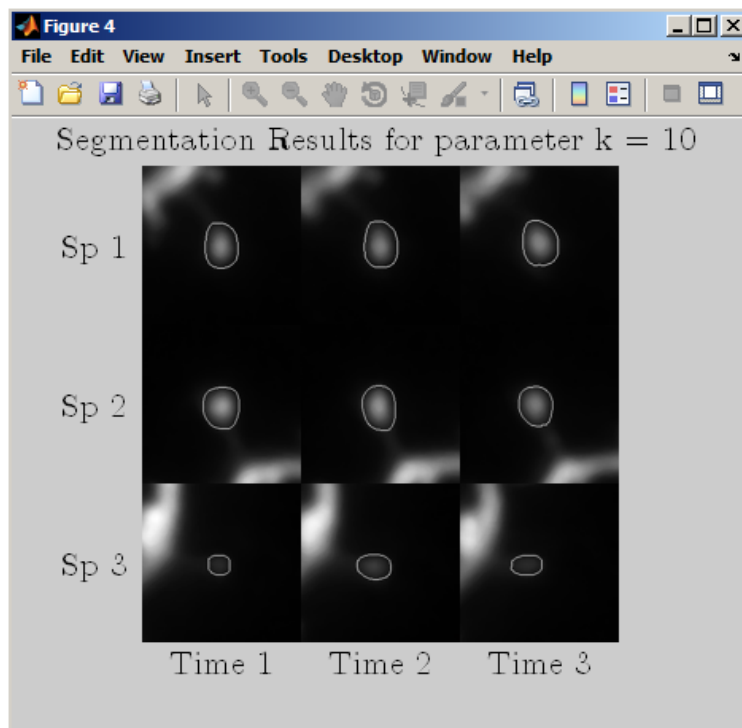 Figure 4
File Edit View Insert Tools Desktop Window Help
Segmentation Results for parameter k = 10
Sp 1
Sp 2
Sp 3
Time 1 Time 2 Time 3